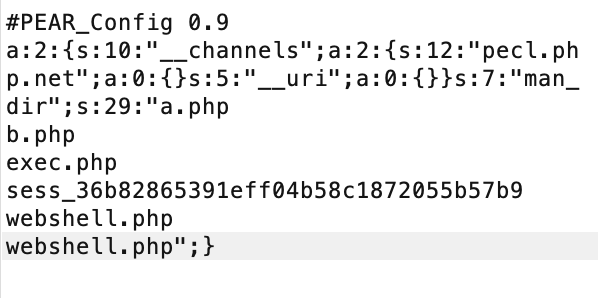 #PEAR_Config 0.9
a:2:{s:10:"__channels";a:2:{s:12:"pecl.ph
p.net";a:0:{}s:5:"__uri";a:0:{}}s:7:"man_
dir";s:29:"a.php
b.php
exec.php
sess_36b82865391eff04b58c1872055b57b9
webshell.php
webshell.php";}